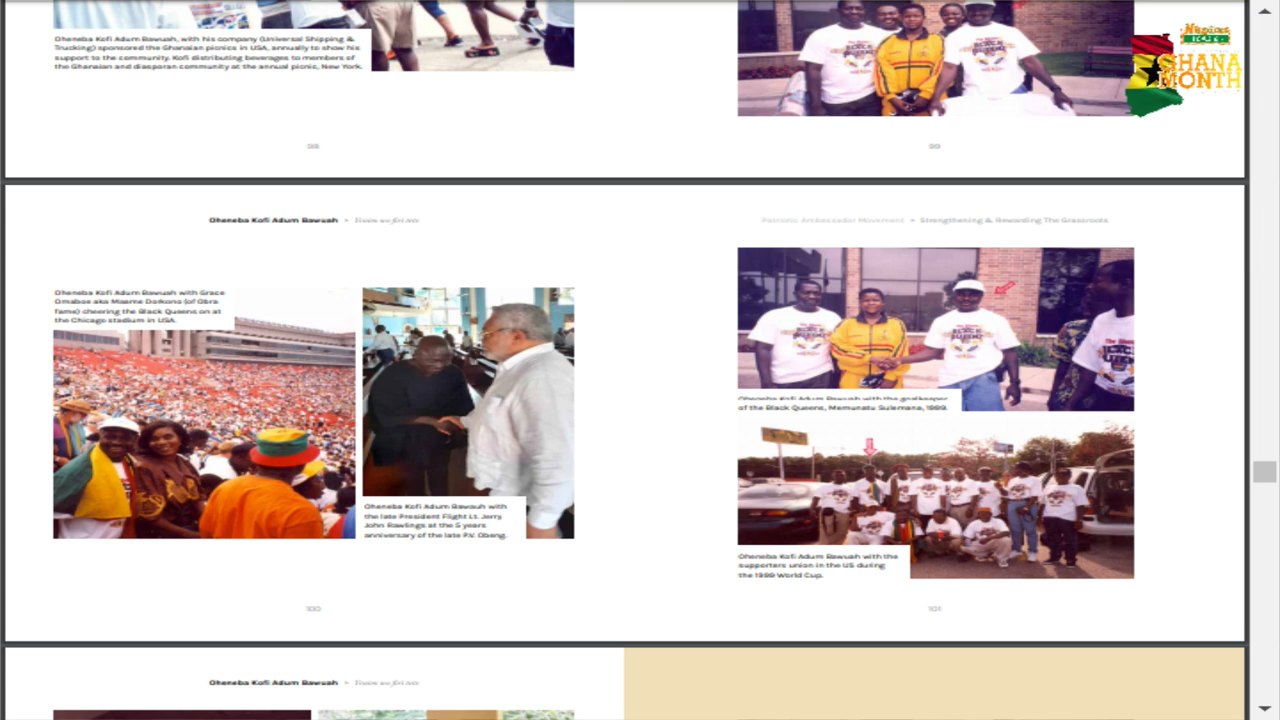 Oheneba Kofi Adum Bawuah, with his company (Universal Shipping &
Trucking) sponsored the Ghanaian picnics in USA, annually to show his
support to the community. Kofi distributing beverages to members of
the Ghanaian and diasporan community at the annual picnic, New York.
98
99
GHANA
MONTH
Oheneba Kofi Adum Bawuah
Patriotic Ambassador Movement • Strengthening & Rewarding The Grassroots
Oheneba Kofi Adum Bawuah with Grace
Omaboe aka Maame Dorkono (of Obra
fame) cheering the Black Queens on at
the Chicago stadium in USA.
Oheneba Kofi Adum Bawauh with
the late President Flight Lt. Jerry
John Rawlings at the 5 years
anniversary of the late P.V. Obeng.
Oheneba Kofi Adum Bawuah with the goalkeeper
of the Black Queens, Memunatu Sulemana, 1999.
Oheneba Kofi Adum Bawuah with the
supporters union in the US during
the 1999 World Cup.
100
101
Oheneba Kofi Adum Bawuah